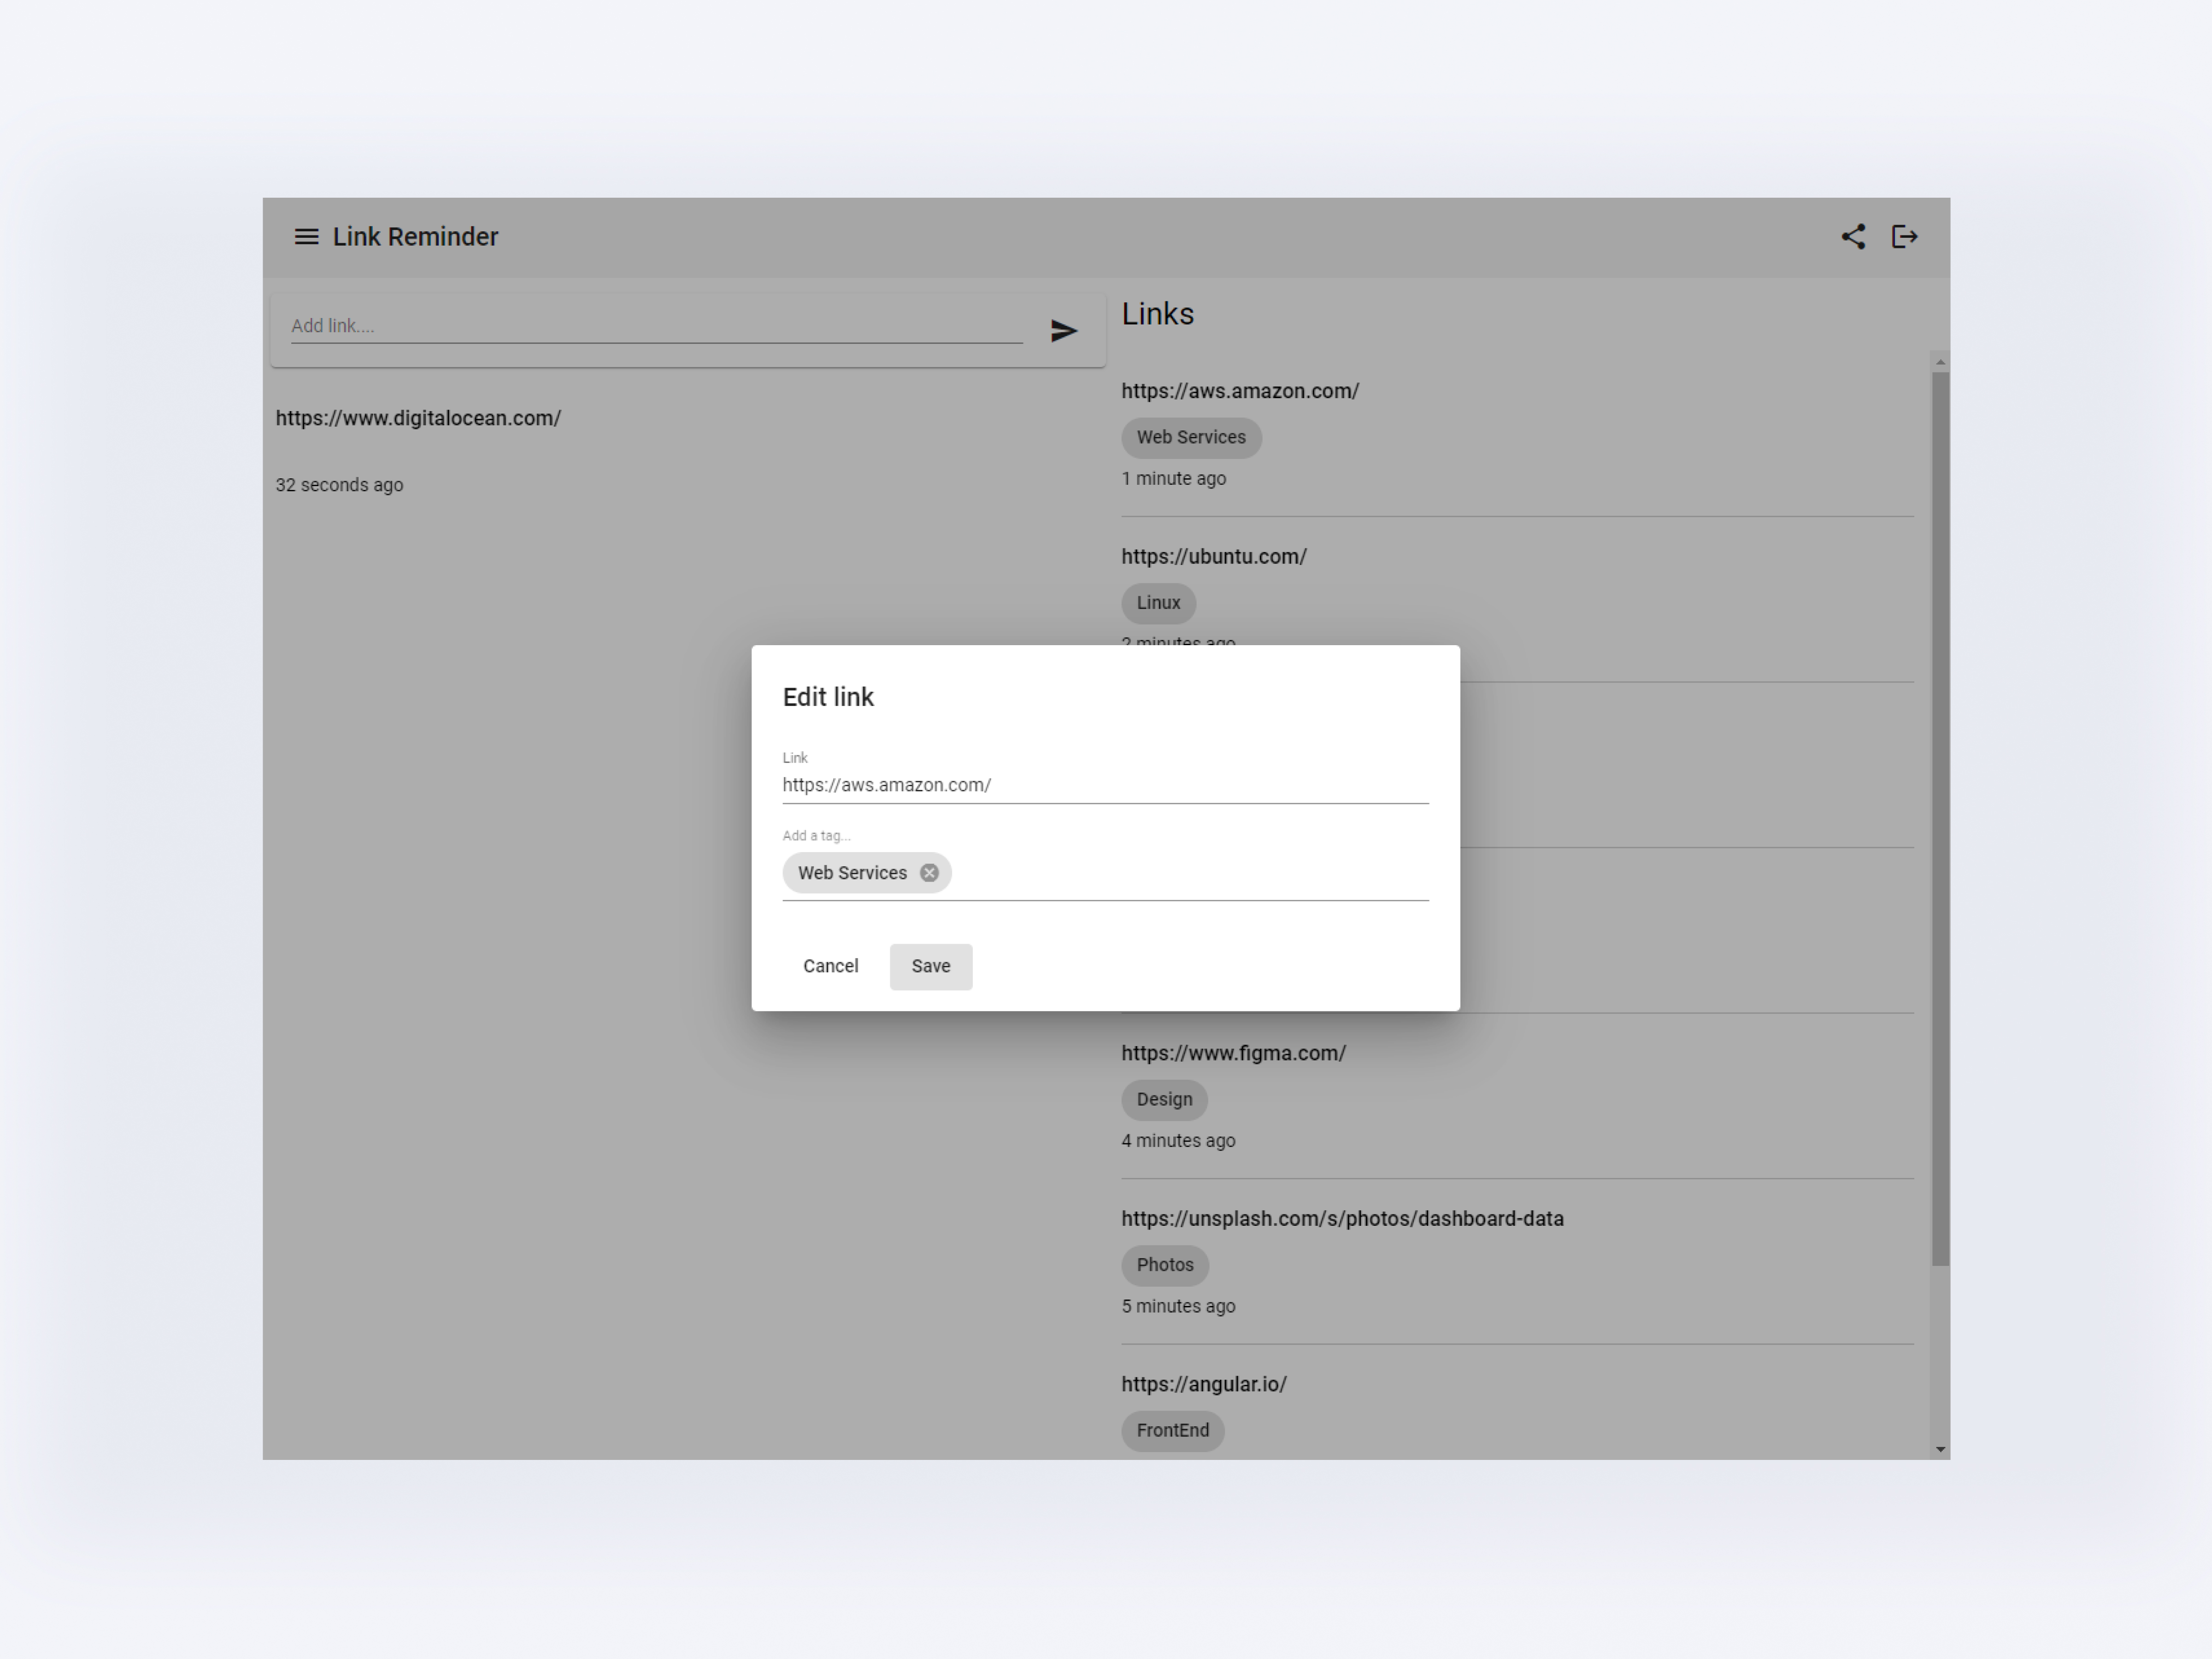 Link Reminder
Add link....
https://www.digitalocean.com/
32 seconds ago
Links
https://aws.amazon.com/
Web Services
1 minute ago
https://ubuntu.com/
Linux
2 minutes ago
Edit link
Link
https://aws.amazon.com/
Add a tag...
Web Services
Cancel
Save
https://www.figma.com/
Design
4 minutes ago
https://unsplash.com/s/photos/dashboard-data
Photos
5 minutes ago
https://angular.io/
FrontEnd